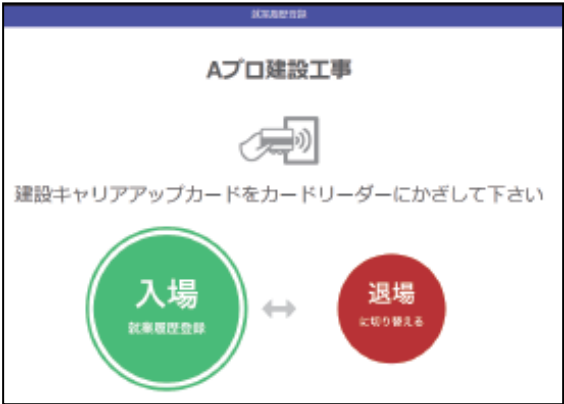 就業履歴登録
Aプロ建設工事
建設キャリアアップカードをカードリーダーにかざして下さい
入場
就業履歴登録
退場
に切り替える